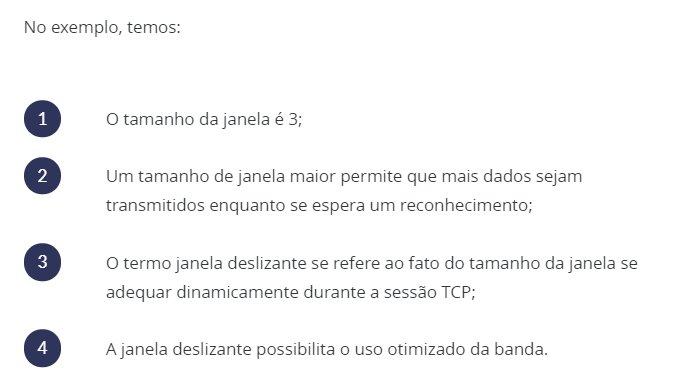 No exemplo, temos:
1 O tamanho da janela é 3;
2 Um tamanho de janela maior permite que mais dados sejam
transmitidos enquanto se espera um reconhecimento;
3 O termo janela deslizante se refere ao fato do tamanho da janela se
adequar dinamicamente durante a sessão TCP;
4 A janela deslizante possibilita o uso otimizado da banda.